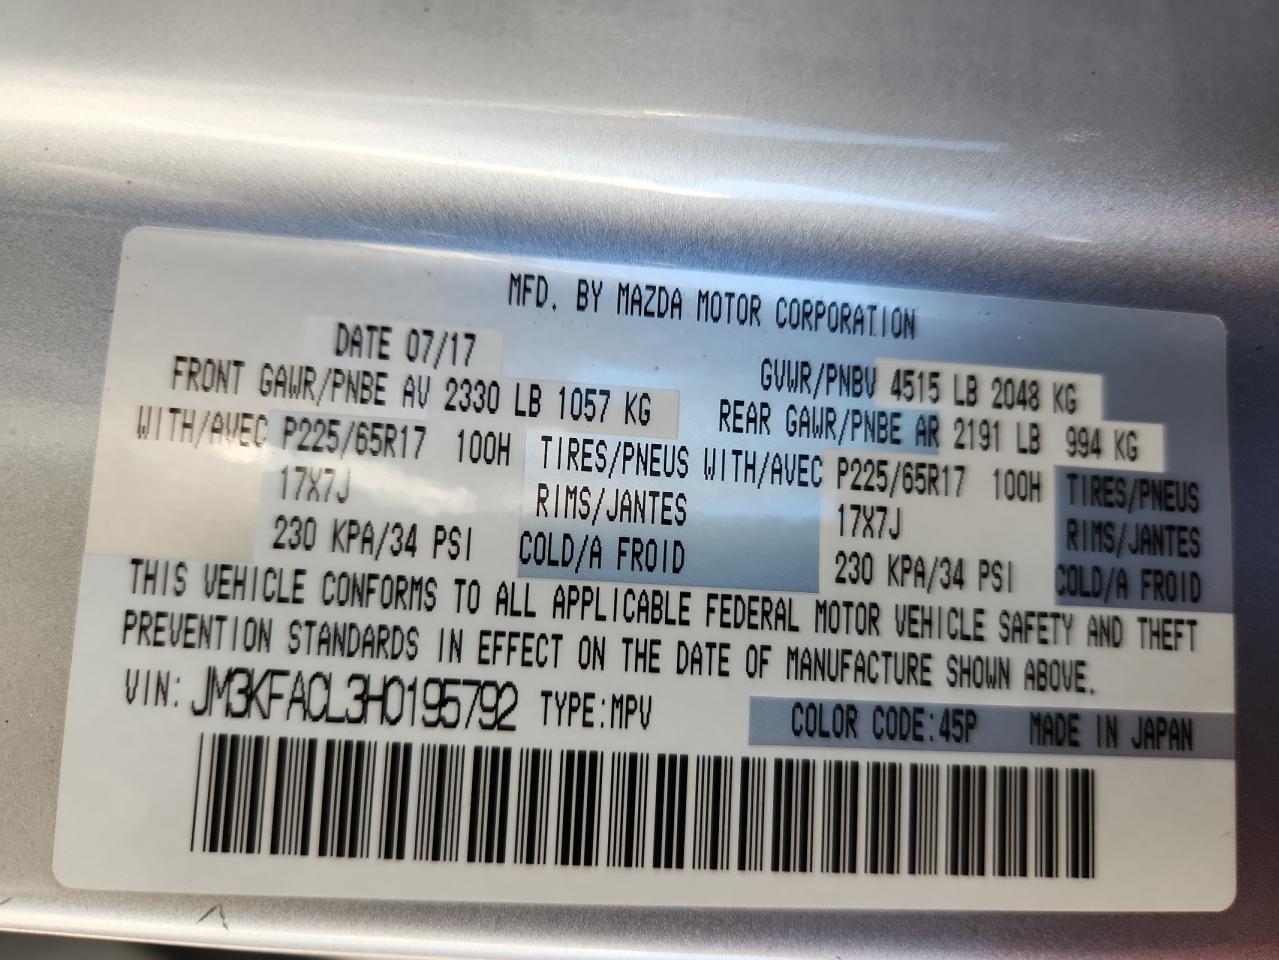 MFD. BY MAZDA MOTOR CORPORATION
DATE 07/17 GVWR/PNBV 4515 LB 2048 KG
FRONT GAWR/PNBE AV 2330 LB 1057 KG REAR GAWR/PNBE AR 2191 LB 994 KG
WITH/AVEC P225/65R17 100H TIRES/PNEUS WITH/AVEC P225/65R17 100H TIRES/PNEUS
17X7J RIMS/JANTES 17X7J RIMS/JANTES
230 KPA/34 PSI COLD/A FROID 230 KPA/34 PSI COLD/A FROID
THIS VEHICLE CONFORMS TO ALL APPLICABLE FEDERAL MOTOR VEHICLE SAFETY AND THEFT
PREVENTION STANDARDS IN EFFECT ON THE DATE OF MANUFACTURE SHOWN ABOVE.
VIN: JM3KFACL3H0195792 TYPE:MPV COLOR CODE:45P MADE IN JAPAN